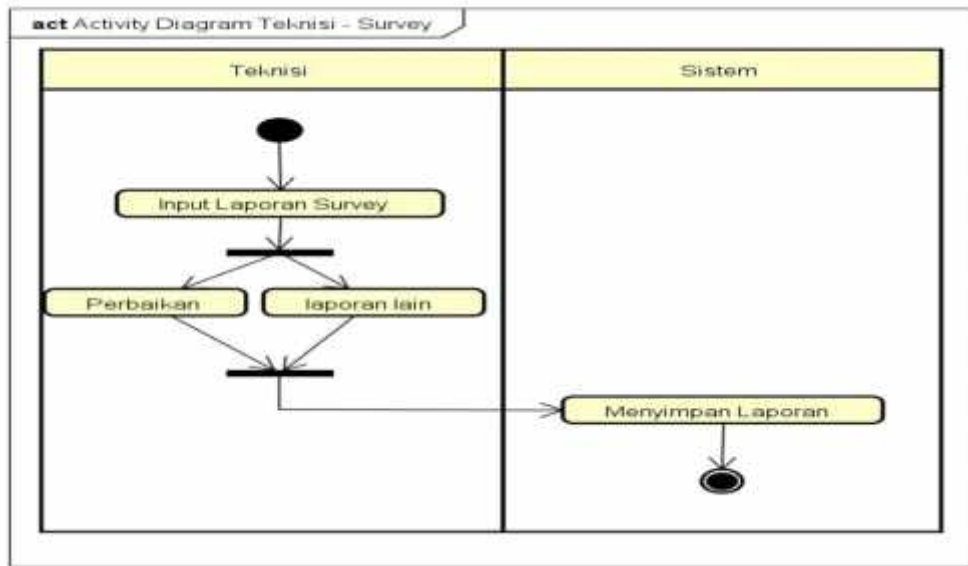 act Activity Diagram Teknisi - Survey
Teknisi
Sistem
Input Laporan Survey
Perbaikan
laporan lain
Menyimpan Laporan